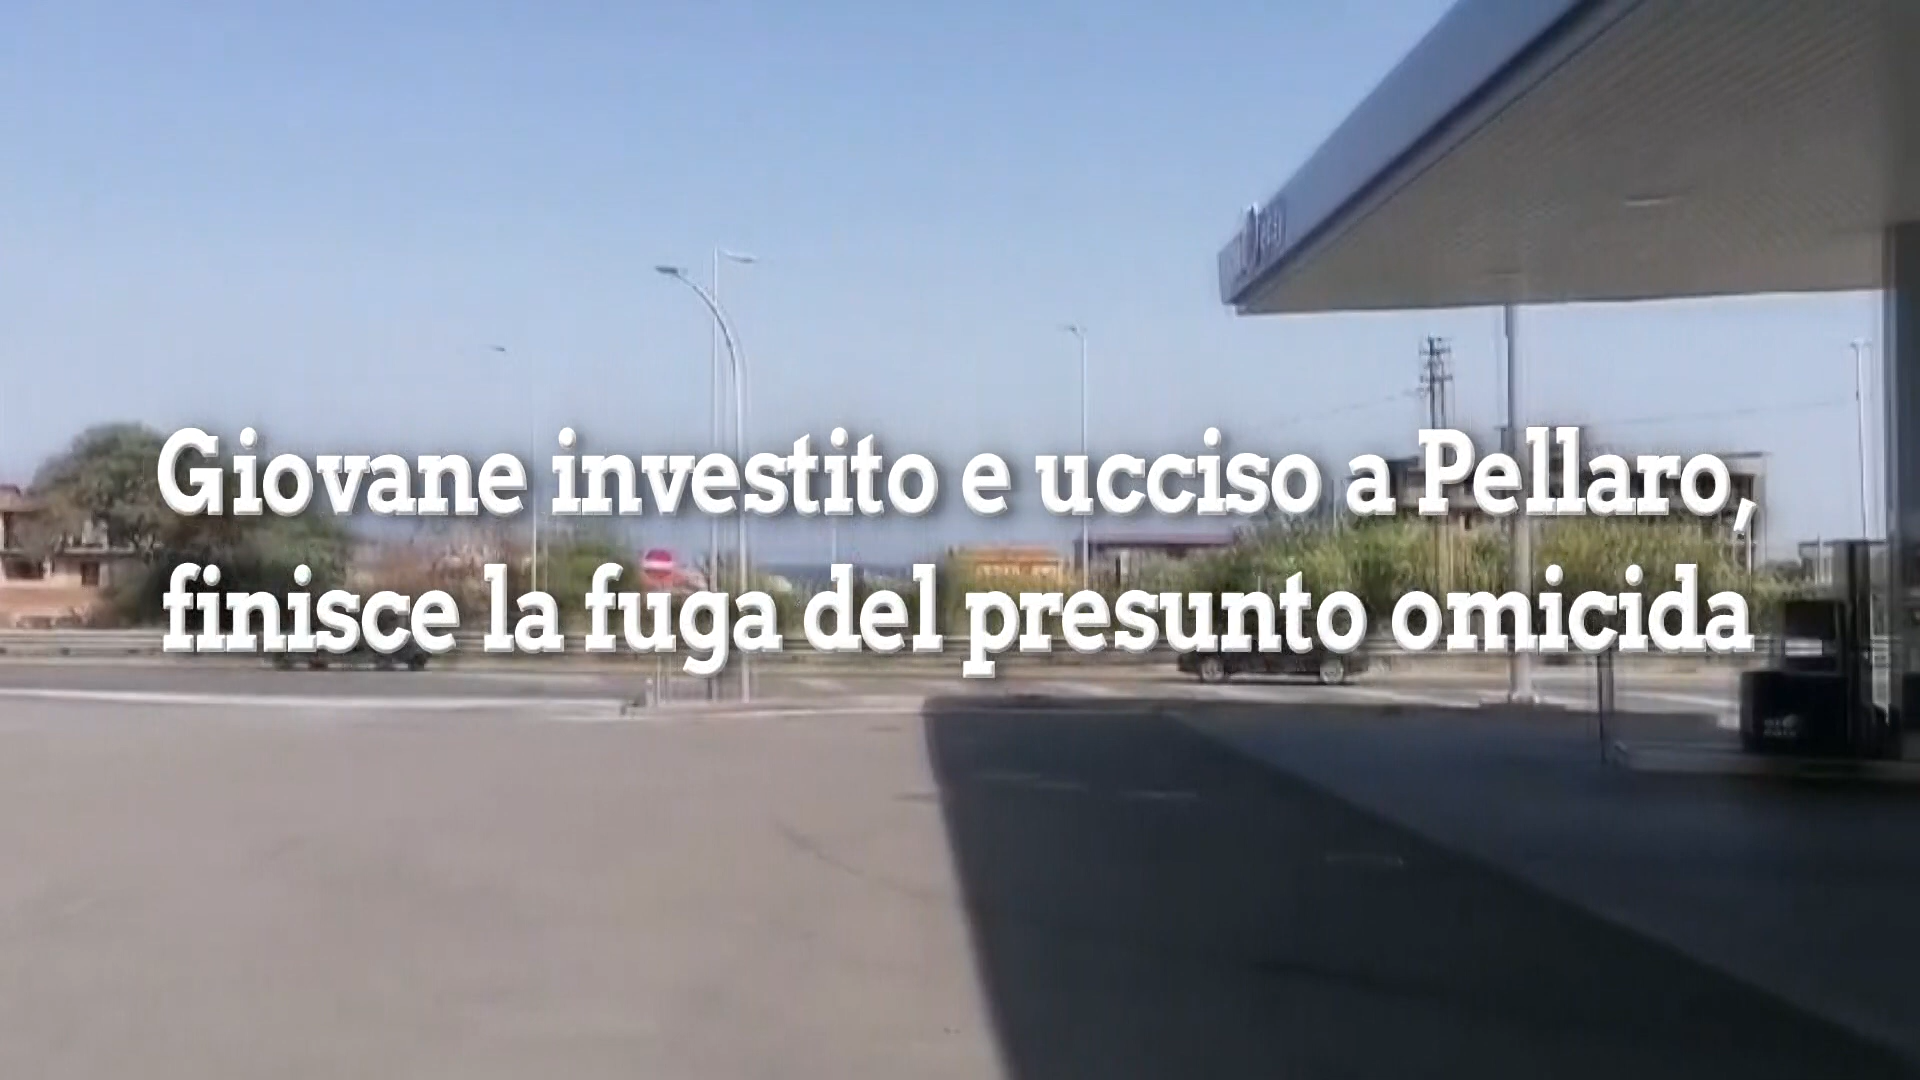 Giovane investito e ucciso a Pellaro,
finisce la fuga del presunto omicida